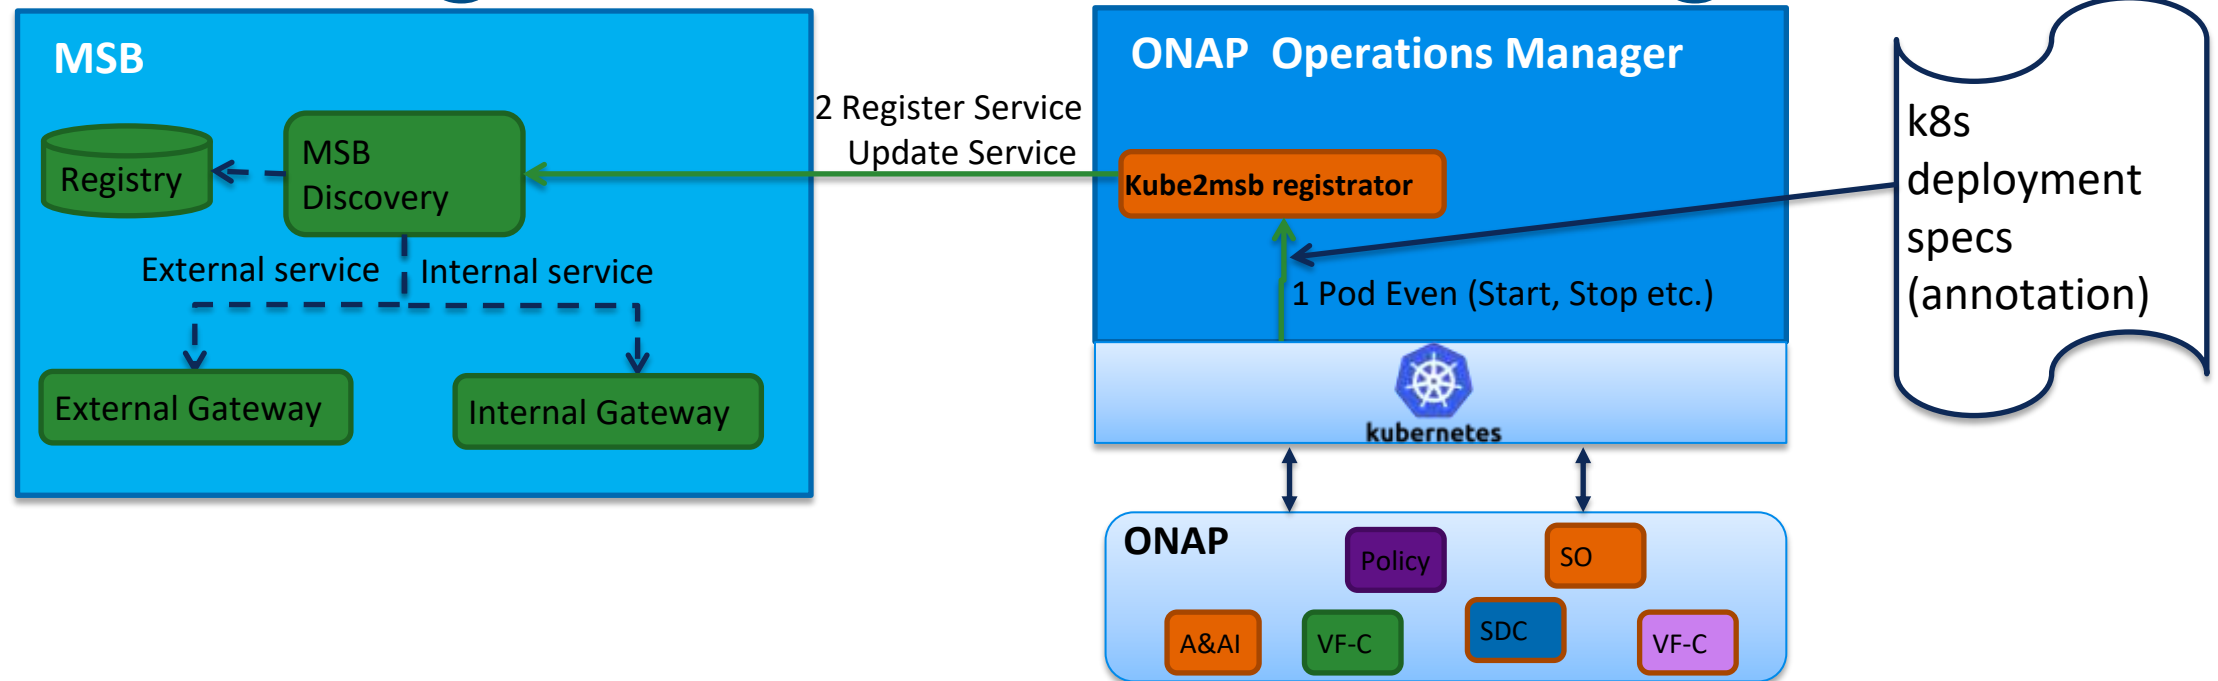 MSB
ONAP  Operations Manager
2 Register Service
Update Service
k8s
deployment
specs
(annotation)
Registry
MSB
Discovery
Kube2msb registrator
External service
Internal service
1 Pod Even (Start, Stop etc.)
External Gateway
Internal Gateway
kubernetes
ONAP
Policy
SO
A&AI
VF-C
SDC
VF-C